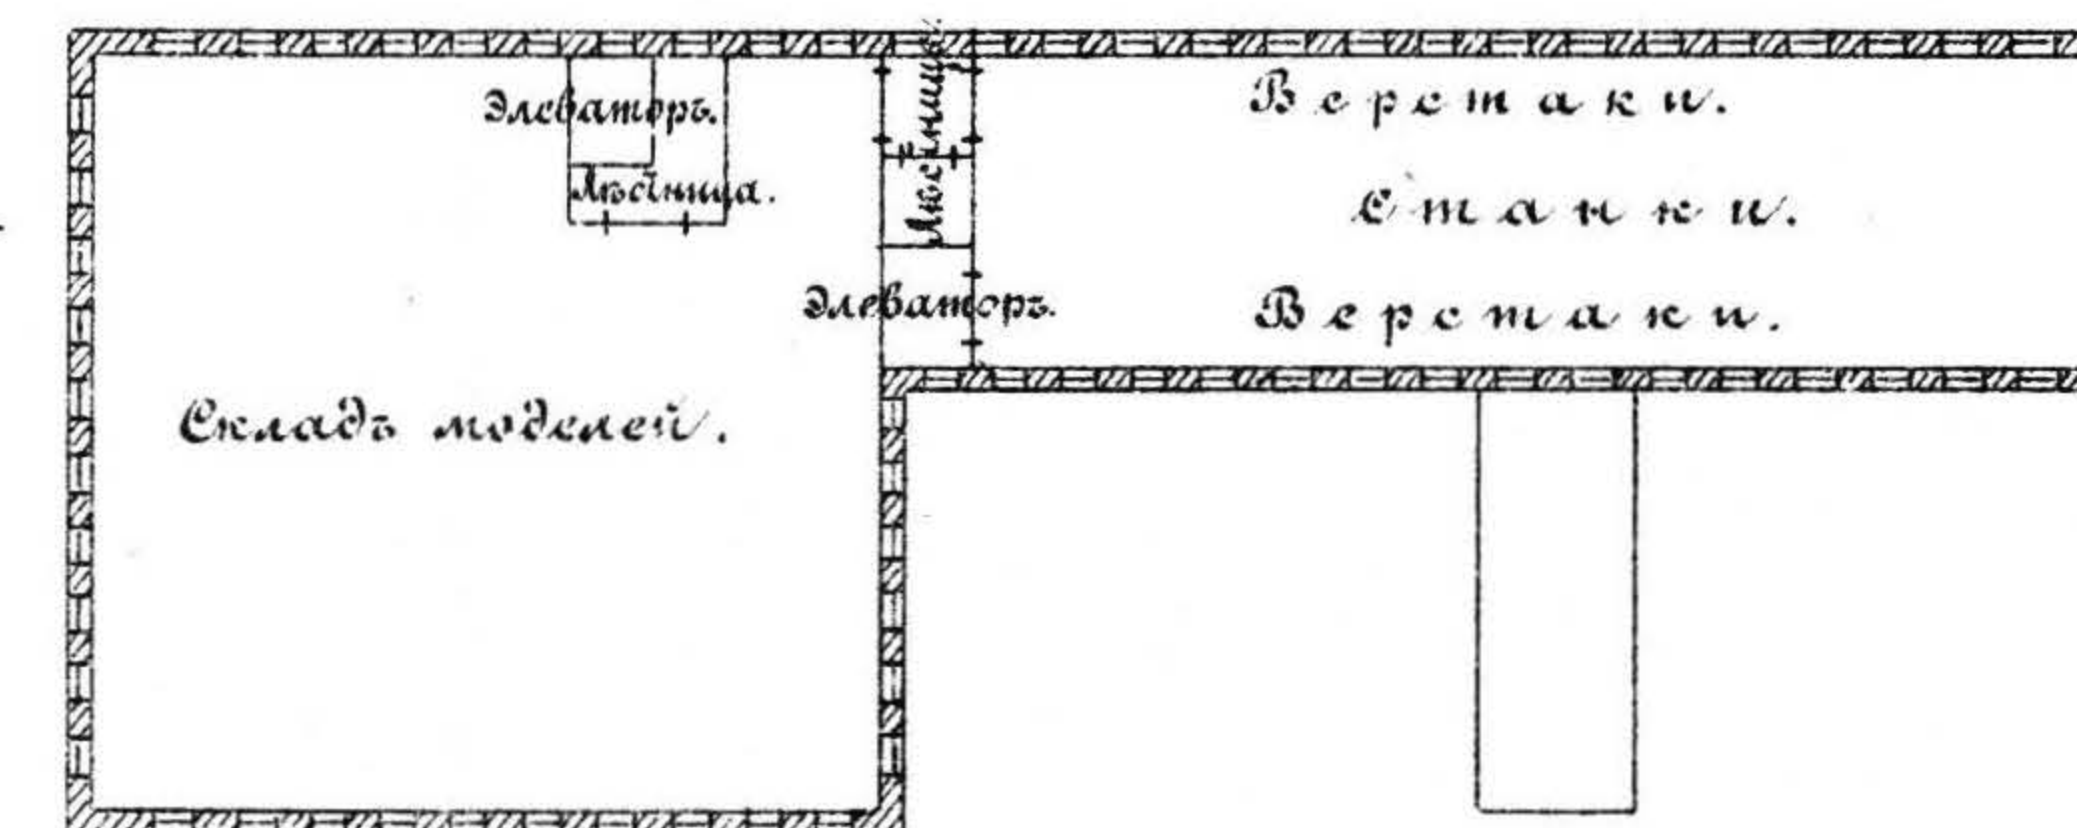 Элеваторъ.
Лѣстница.
Лѣстница.
Элеваторъ.
Верстаки.
Станки.
Верстаки.
Складъ моделей.